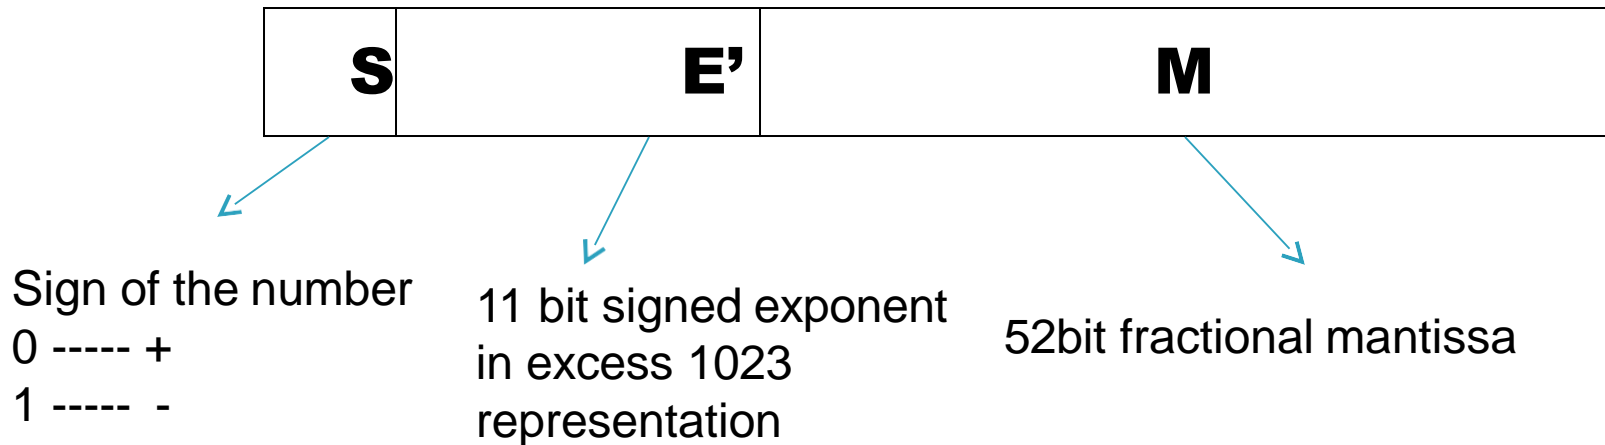 S E’ M
Sign of the number
0 ----- +
1 ----- -
11 bit signed exponent
in excess 1023
representation
52bit fractional mantissa